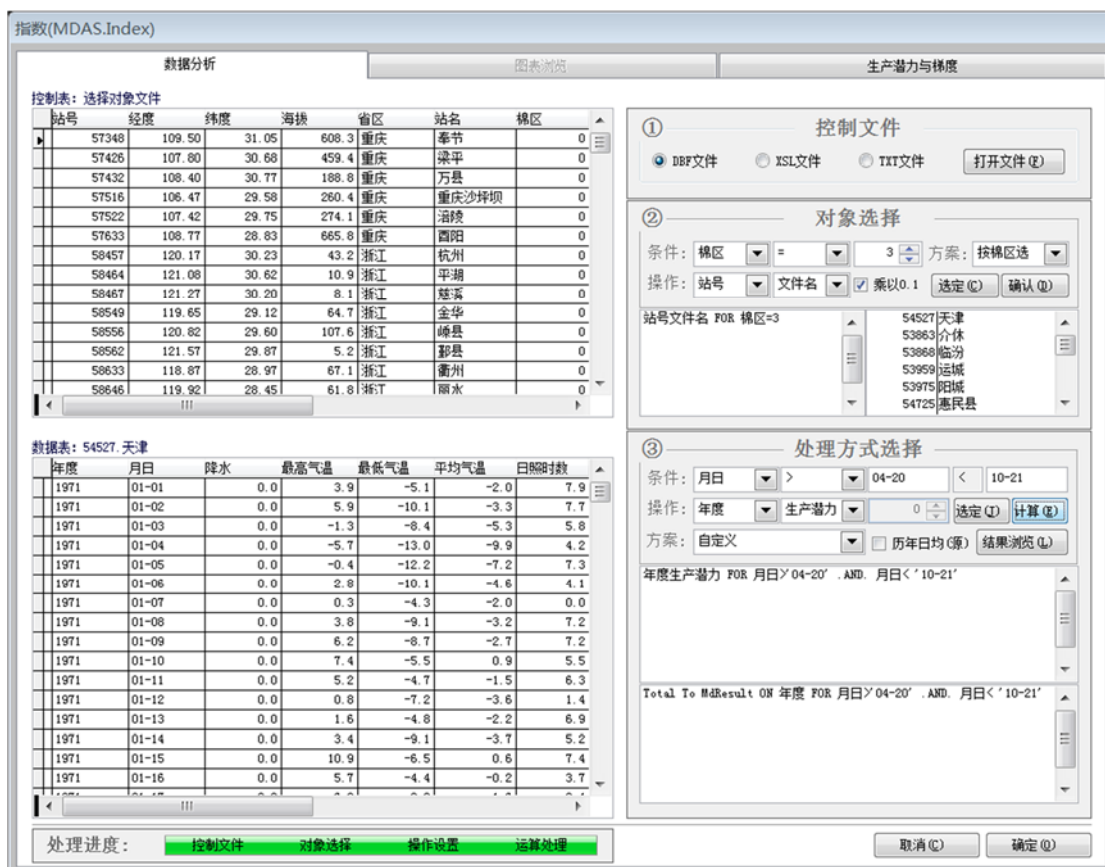 指数(MDAS.Index)
数据分析 图表浏览 生产潜力与梯度
控制表: 选择对象文件
站号 经度 纬度 海拔 省区 站名 棉区
57348 109.50 31.05 608.3 重庆 奉节 0
57426 107.80 30.68 459.4 重庆 梁平 0
57432 108.40 30.77 188.8 重庆 万县 0
57516 106.47 29.58 260.4 重庆 重庆沙坪坝 0
57522 107.42 29.75 274.1 重庆 涪陵 0
57633 108.77 28.83 665.8 重庆 酉阳 0
58457 120.17 30.23 43.2 浙江 杭州 0
58464 121.08 30.62 10.9 浙江 平湖 0
58467 121.27 30.20 8.1 浙江 慈溪 0
58549 119.65 29.12 64.7 浙江 金华 0
58556 120.82 29.60 107.6 浙江 嵊县 0
58562 121.57 29.87 5.2 浙江 鄞县 0
58633 118.87 28.97 67.1 浙江 衢州 0
58646 119.92 28.45 61.8 浙江 丽水 0
① 控制文件
DBF文件 XSL文件 TXT文件 打开文件(F)
② 对象选择
条件: 棉区 = 3 方案: 按棉区选
操作: 站号 文件名 乘以0.1 选定(C) 确认(D)
站号文件名 FOR 棉区=3
54527 天津
53863 介休
53868 临汾
53959 运城
53975 阳城
54725 惠民县
数据表: 54527.天津
年度 月日 降水 最高气温 最低气温 平均气温 日照时数
1971 01-01 0.0 3.9 -5.1 -2.0 7.9
1971 01-02 0.0 5.9 -10.1 -3.3 7.7
1971 01-03 0.0 -1.3 -8.4 -5.3 5.8
1971 01-04 0.0 -5.7 -13.0 -9.9 4.2
1971 01-05 0.0 -0.4 -12.2 -7.2 7.3
1971 01-06 0.0 2.8 -10.1 -4.6 4.1
1971 01-07 0.0 0.3 -4.3 -2.0 0.0
1971 01-08 0.0 3.8 -9.1 -3.2 7.2
1971 01-09 0.0 6.2 -8.7 -2.7 7.2
1971 01-10 0.0 7.4 -5.5 0.9 5.5
1971 01-11 0.0 5.2 -4.7 -1.5 6.3
1971 01-12 0.0 0.8 -7.2 -3.6 1.4
1971 01-13 0.0 1.6 -4.8 -2.2 6.9
1971 01-14 0.0 3.4 -9.1 -3.7 5.2
1971 01-15 0.0 10.9 -6.5 0.6 7.4
1971 01-16 0.0 5.7 -4.4 -0.2 3.7
③ 处理方式选择
条件: 月日 > 04-20 < 10-21
操作: 年度 生产潜力 0 选定(I) 计算(E)
方案: 自定义 历年日均(源) 结果浏览(L)
年度生产潜力 FOR 月日>'04-20' .AND. 月日<'10-21'
Total To MdResult ON 年度 FOR 月日>'04-20' .AND. 月日<'10-21'
处理进度: 控制文件 对象选择 操作设置 运算处理
取消(C) 确定(O)